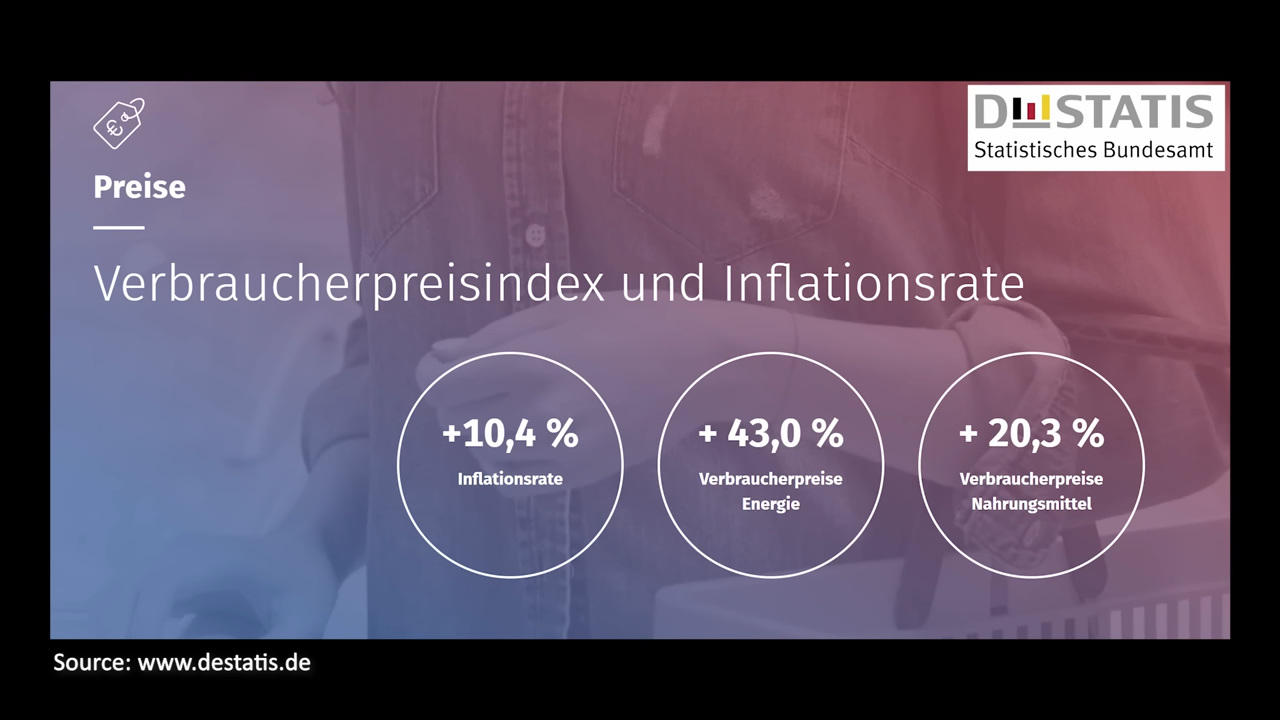 D STATIS
Statistisches Bundesamt
Preise
Verbraucherpreisindex und Inflationsrate
+10,4 %
Inflationsrate
+ 43,0 %
Verbraucherpreise
Energie
+ 20,3 %
Verbraucherpreise
Nahrungsmittel
Source: www.destatis.de